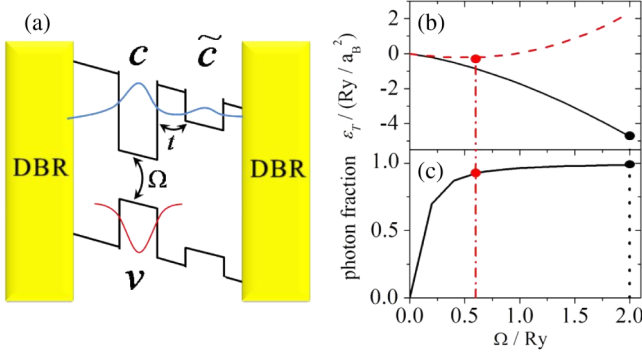 (a)
c
c̃
DBR
t
Ω
DBR
v
(b)
2
0
-2
-4
ε_T / (Ry / a_B^2)
(c)
1.0
0.5
0.0
photon fraction
0.0 0.5 1.0 1.5 2.0
Ω / Ry